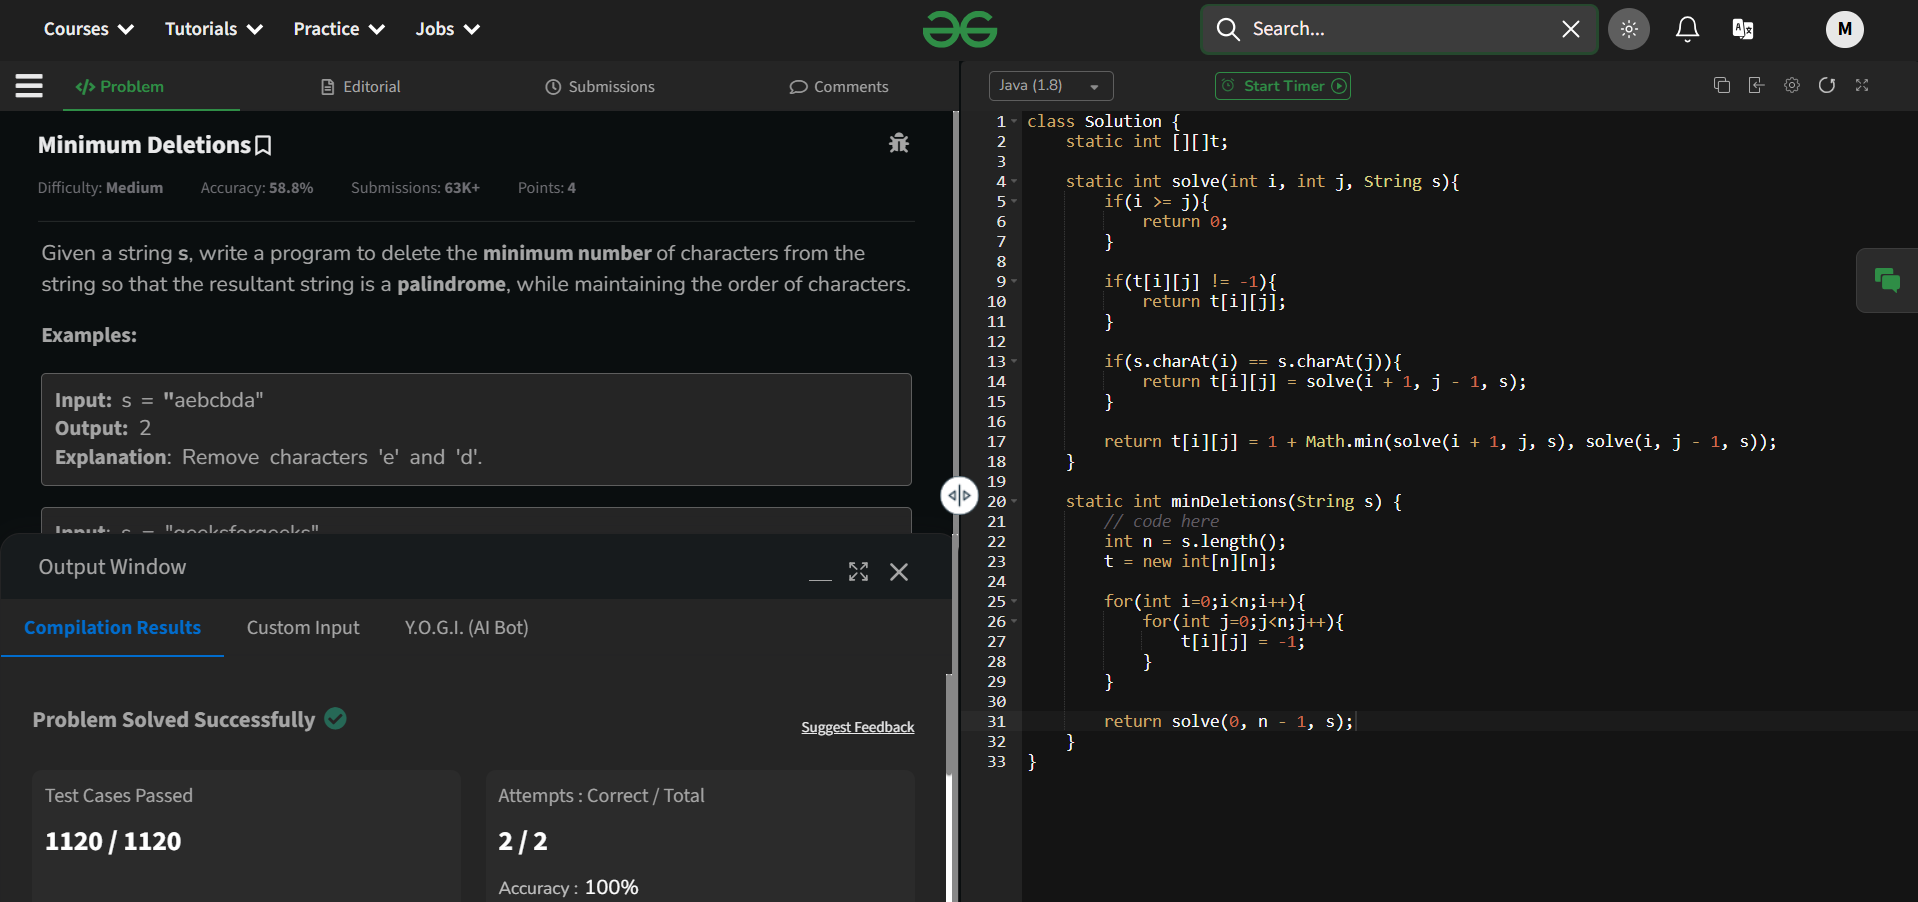 Courses Tutorials Practice Jobs Search... M
Problem Editorial Submissions Comments
Minimum Deletions
Difficulty: Medium Accuracy: 58.8% Submissions: 63K+ Points: 4
Given a string s, write a program to delete the minimum number of characters from the
string so that the resultant string is a palindrome, while maintaining the order of characters.
Examples:
Input: s = "aebcbda"
Output: 2
Explanation: Remove characters 'e' and 'd'.
Input: s = "geeksforgeeks"
Output Window
Compilation Results Custom Input Y.O.G.I. (AI Bot)
Problem Solved Successfully
Suggest Feedback
Test Cases Passed
1120 / 1120
Attempts : Correct / Total
2 / 2
Accuracy : 100%
Java (1.8) Start Timer
1 class Solution {
2     static int [][]t;
3
4     static int solve(int i, int j, String s){
5         if(i >= j){
6             return 0;
7         }
8
9         if(t[i][j] != -1){
10             return t[i][j];
11         }
12
13         if(s.charAt(i) == s.charAt(j)){
14             return t[i][j] = solve(i + 1, j - 1, s);
15         }
16
17         return t[i][j] = 1 + Math.min(solve(i + 1, j, s), solve(i, j - 1, s));
18     }
19
20     static int minDeletions(String s) {
21         // code here
22         int n = s.length();
23         t = new int[n][n];
24
25         for(int i=0;i<n;i++){
26             for(int j=0;j<n;j++){
27                 t[i][j] = -1;
28             }
29         }
30
31         return solve(0, n - 1, s);
32     }
33 }